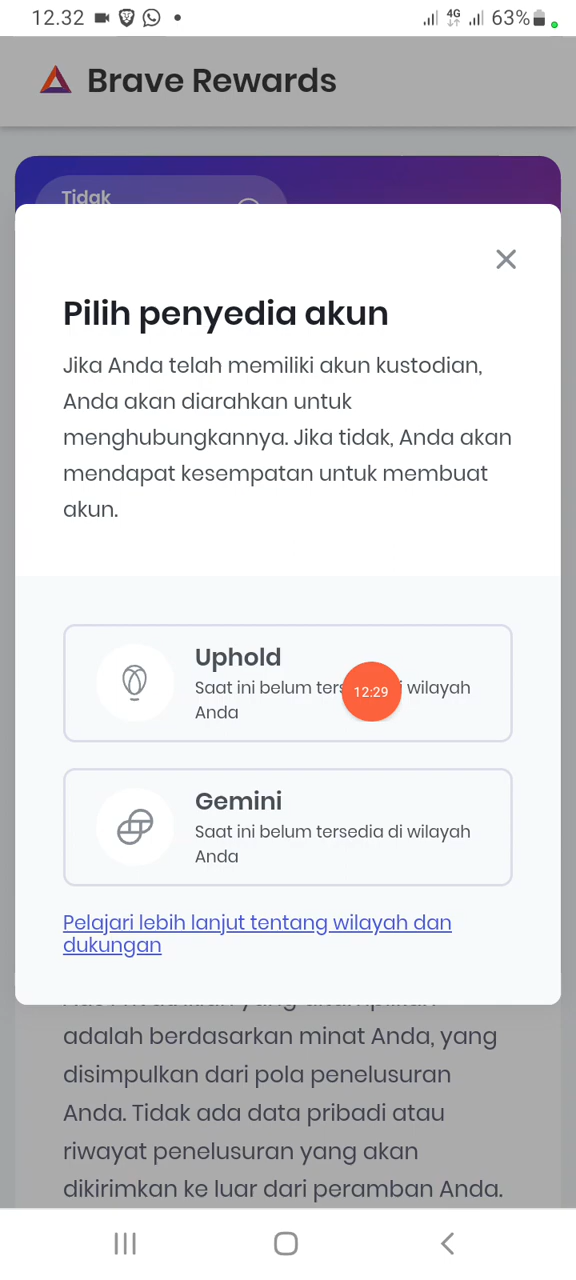 12.32
4G
63%
Brave Rewards
Tidak
Pilih penyedia akun
Jika Anda telah memiliki akun kustodian,
Anda akan diarahkan untuk
menghubungkannya. Jika tidak, Anda akan
mendapat kesempatan untuk membuat
akun.
Uphold
Saat ini belum wilayah
12:29
Anda
Gemini
Saat ini belum tersedia di wilayah
Anda
Pelajari lebih lanjut tentang wilayah dan
dukungan
adalah berdasarkan minat Anda, yang
disimpulkan dari pola penelusuran
Anda. Tidak ada data pribadi atau
riwayat penelusuran yang akan
dikirimkan ke luar dari peramban Anda.